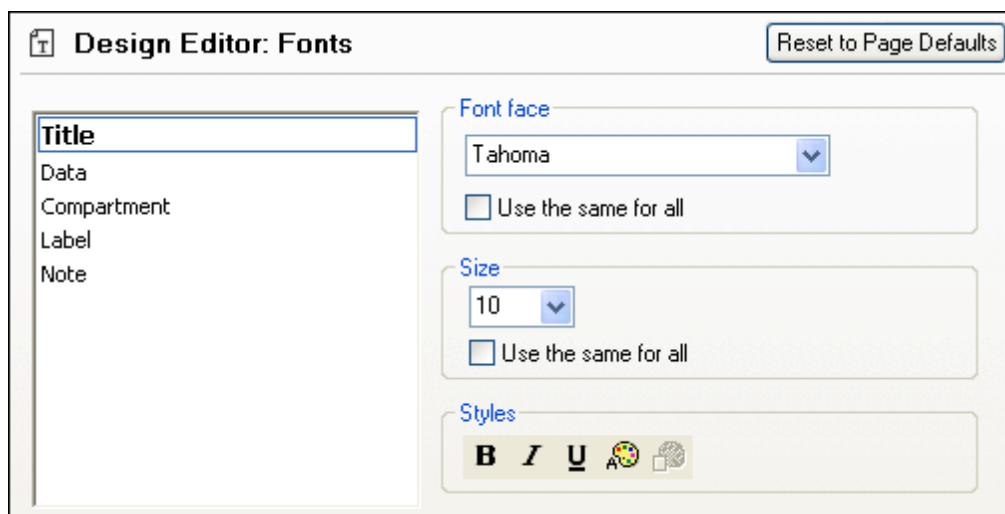 Design Editor: Fonts
Reset to Page Defaults
Title
Data
Compartment
Label
Note
Font face
Tahoma
Use the same for all
Size
10
Use the same for all
Styles
B I U A